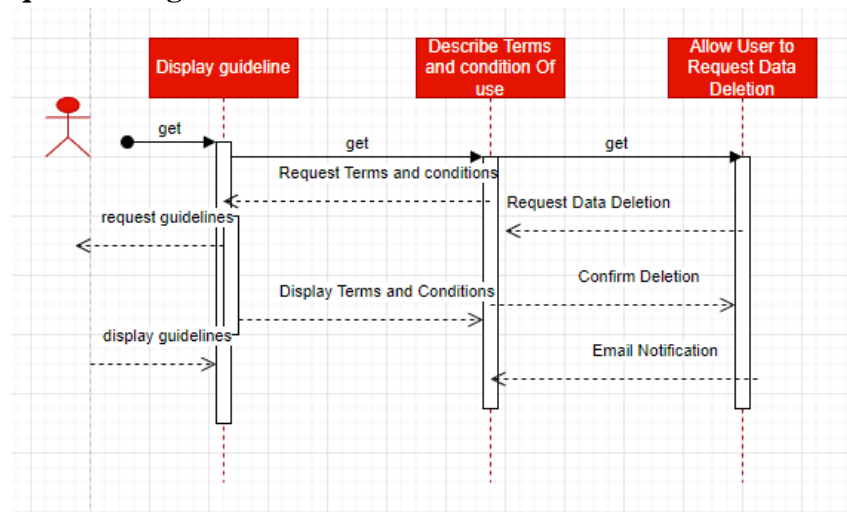 Display guideline
Describe Terms
and condition Of
use
Allow User to
Request Data
Deletion
get
get
get
Request Terms and conditions
Request Data Deletion
request guidelines
Confirm Deletion
Display Terms and Conditions
display guidelines
Email Notification